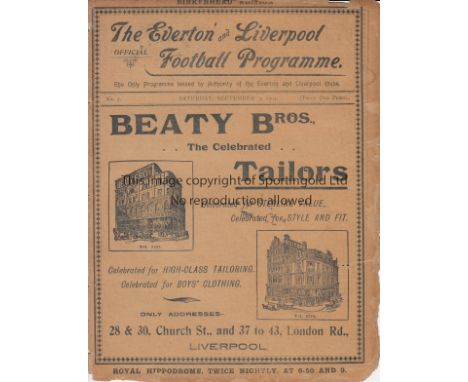 BIRKENHEAD EDITION
The Everton and Liverpool
OFFICIAL
Football Programme.
The Only Programme issued by Authority of the Everton and Liverpool Clubs.
SATURDAY, SEPTEMBER
BEATY BROS.,
The Celebrated
Tailors
This image copyright of Sportingold Ltd
No reproduction allowed
Celebrated for VALUE,
Celebrated for STYLE AND FIT.
Celebrated for HIGH-CLASS TAILORING.
Celebrated for BOYS' CLOTHING.
ONLY ADDRESSES
28 & 30, Church St., and 37 to 43, London Rd.,
LIVERPOOL
ROYAL HIPPODROME, TWICE NIGHTLY, AT 6-50 AND 9.